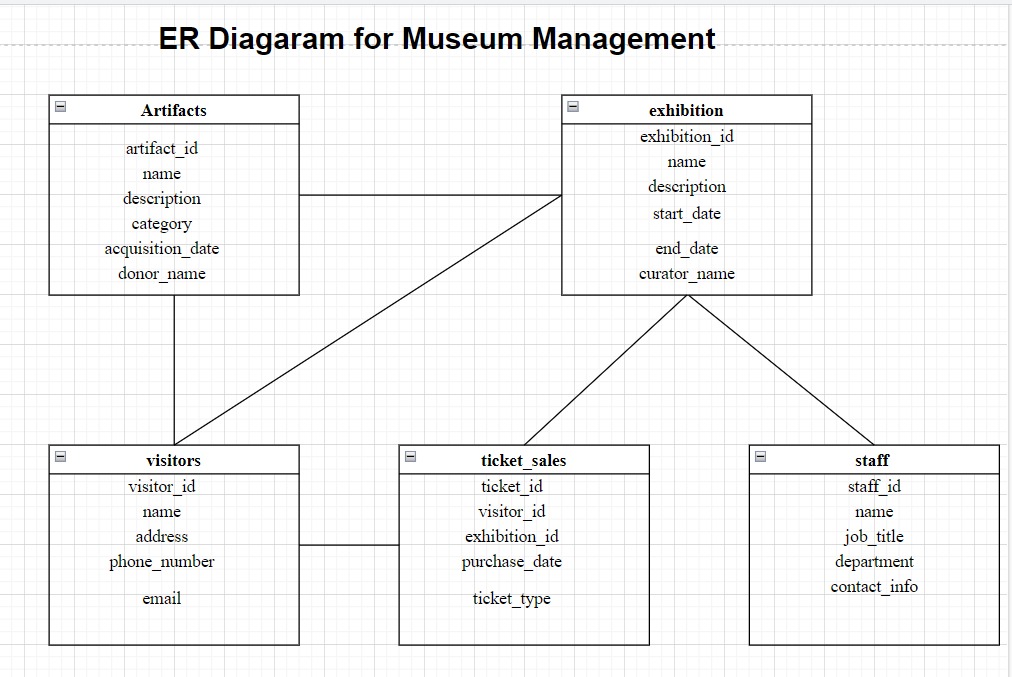 ER Diagaram for Museum Management
Artifacts
artifact_id
name
description
category
acquisition_date
donor_name
exhibition
exhibition_id
name
description
start_date
end_date
curator_name
visitors
visitor_id
name
address
phone_number
email
ticket_sales
ticket_id
visitor_id
exhibition_id
purchase_date
ticket_type
staff
staff_id
name
job_title
department
contact_info